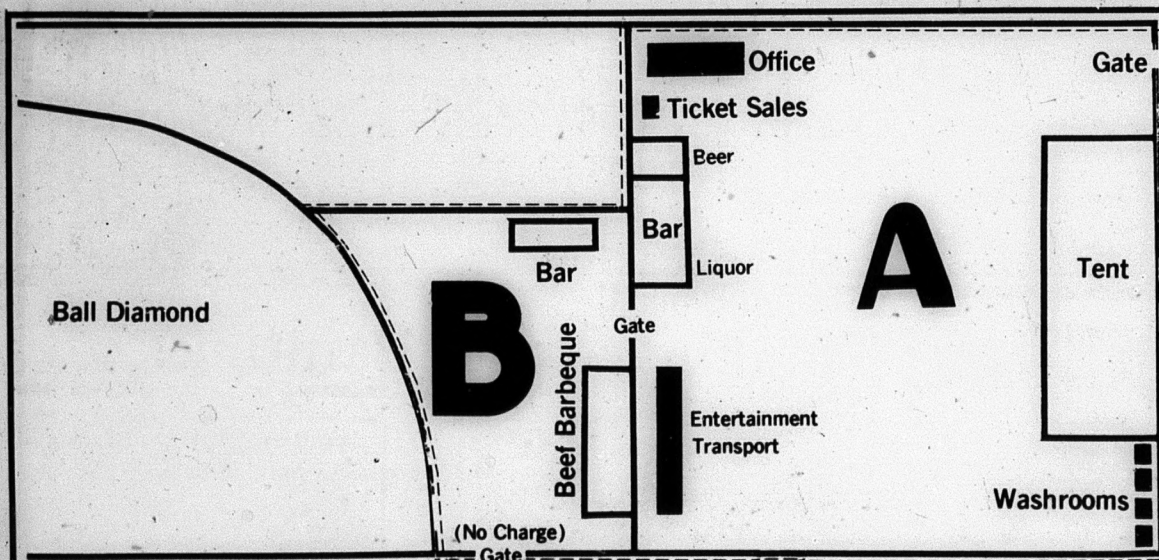 Office
Gate
Ticket Sales
Beer
Bar
Liquor
A
Tent
Bar
Ball Diamond
B
Gate
Beef Barbeque
Entertainment
Transport
Washrooms
(No Charge)
Gate